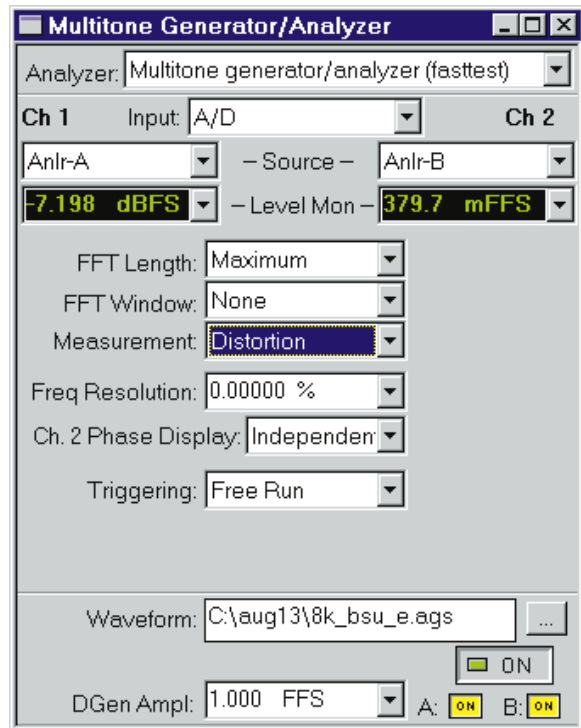 Multitone Generator/Analyzer
Analyzer: Multitone generator/analyzer (fasttest)
Ch 1 Input: A/D Ch 2
Anlr-A – Source – Anlr-B
-7.198 dBFS – Level Mon – 379.7 mFFS
FFT Length: Maximum
FFT Window: None
Measurement: Distortion
Freq Resolution: 0.00000 %
Ch. 2 Phase Display: Independen
Triggering: Free Run
Waveform: C:\aug13\8k_bsu_e.ags ...
ON
DGen Ampl: 1.000 FFS A: ON B: ON